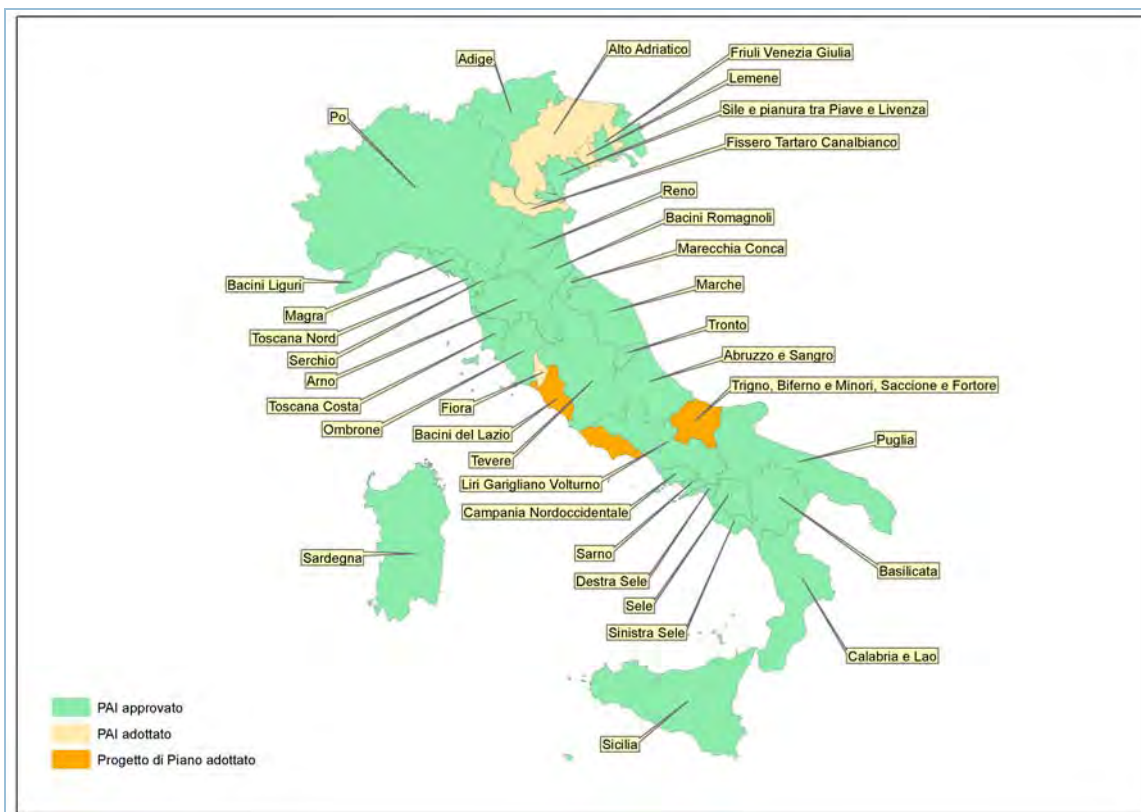 Alto Adriatico
Friuli Venezia Giulia
Adige
Lemene
Sile e pianura tra Piave e Livenza
Po
Fissero Tartaro Canalbianco
Reno
Bacini Romagnoli
Marecchia Conca
Bacini Liguri
Marche
Magra
Tronto
Toscana Nord
Serchio
Abruzzo e Sangro
Arno
Trigno, Biferno e Minori, Saccione e Fortore
Toscana Costa
Fiora
Ombrone
Bacini del Lazio
Puglia
Tevere
Liri Garigliano Volturno
Campania Nordoccidentale
Sarno
Sardegna
Basilicata
Destra Sele
Sele
Sinistra Sele
Calabria e Lao
PAI approvato
PAI adottato
Sicilia
Progetto di Piano adottato